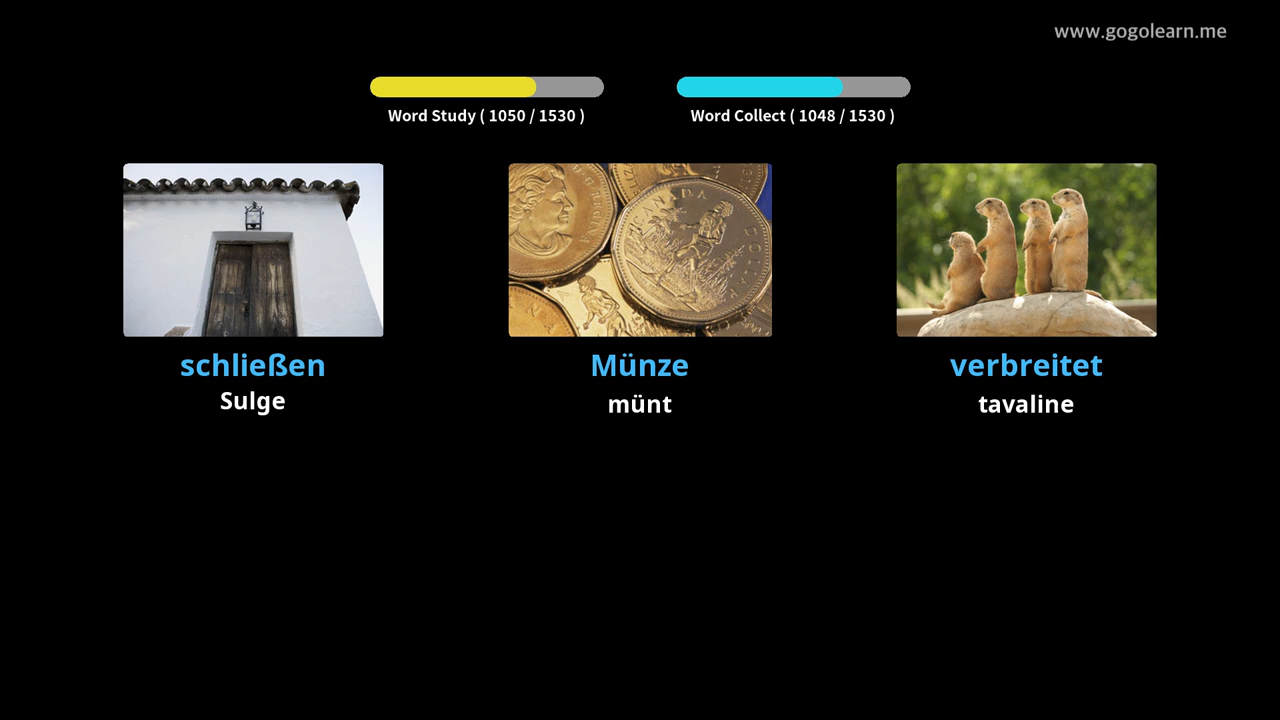 www.gogolearn.me
Word Study ( 1050 / 1530 )
Word Collect ( 1048 / 1530 )
schließen
Sulge
Münze
münt
verbreitet
tavaline